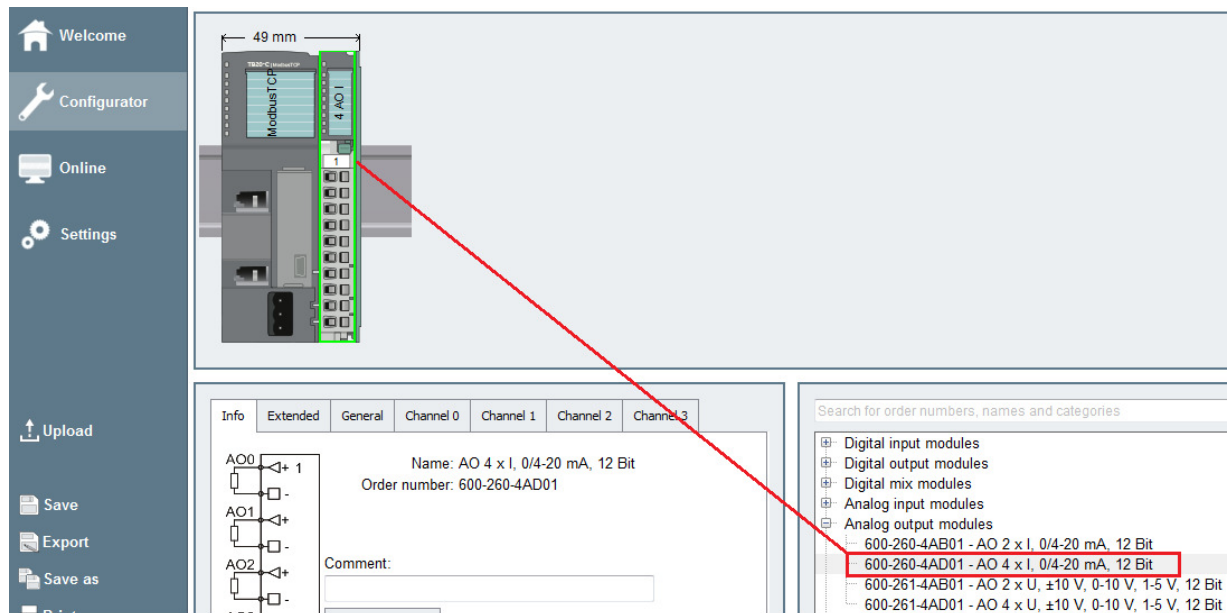 Welcome
Configurator
Online
Settings
Upload
Save
Export
Save as
49 mm
TB20-C | ModbusTCP
ModbusTCP
4 AO I
1
Info
Extended
General
Channel 0
Channel 1
Channel 2
Channel 3
AO0
+ 1
-
AO1
+
-
AO2
+
-
Name: AO 4 x I, 0/4-20 mA, 12 Bit
Order number: 600-260-4AD01
Comment:
Search for order numbers, names and categories
Digital input modules
Digital output modules
Digital mix modules
Analog input modules
Analog output modules
600-260-4AB01 - AO 2 x I, 0/4-20 mA, 12 Bit
600-260-4AD01 - AO 4 x I, 0/4-20 mA, 12 Bit
600-261-4AB01 - AO 2 x U, ±10 V, 0-10 V, 1-5 V, 12 Bit
600-261-4AD01 - AO 4 x U, ±10 V, 0-10 V, 1-5 V, 12 Bit